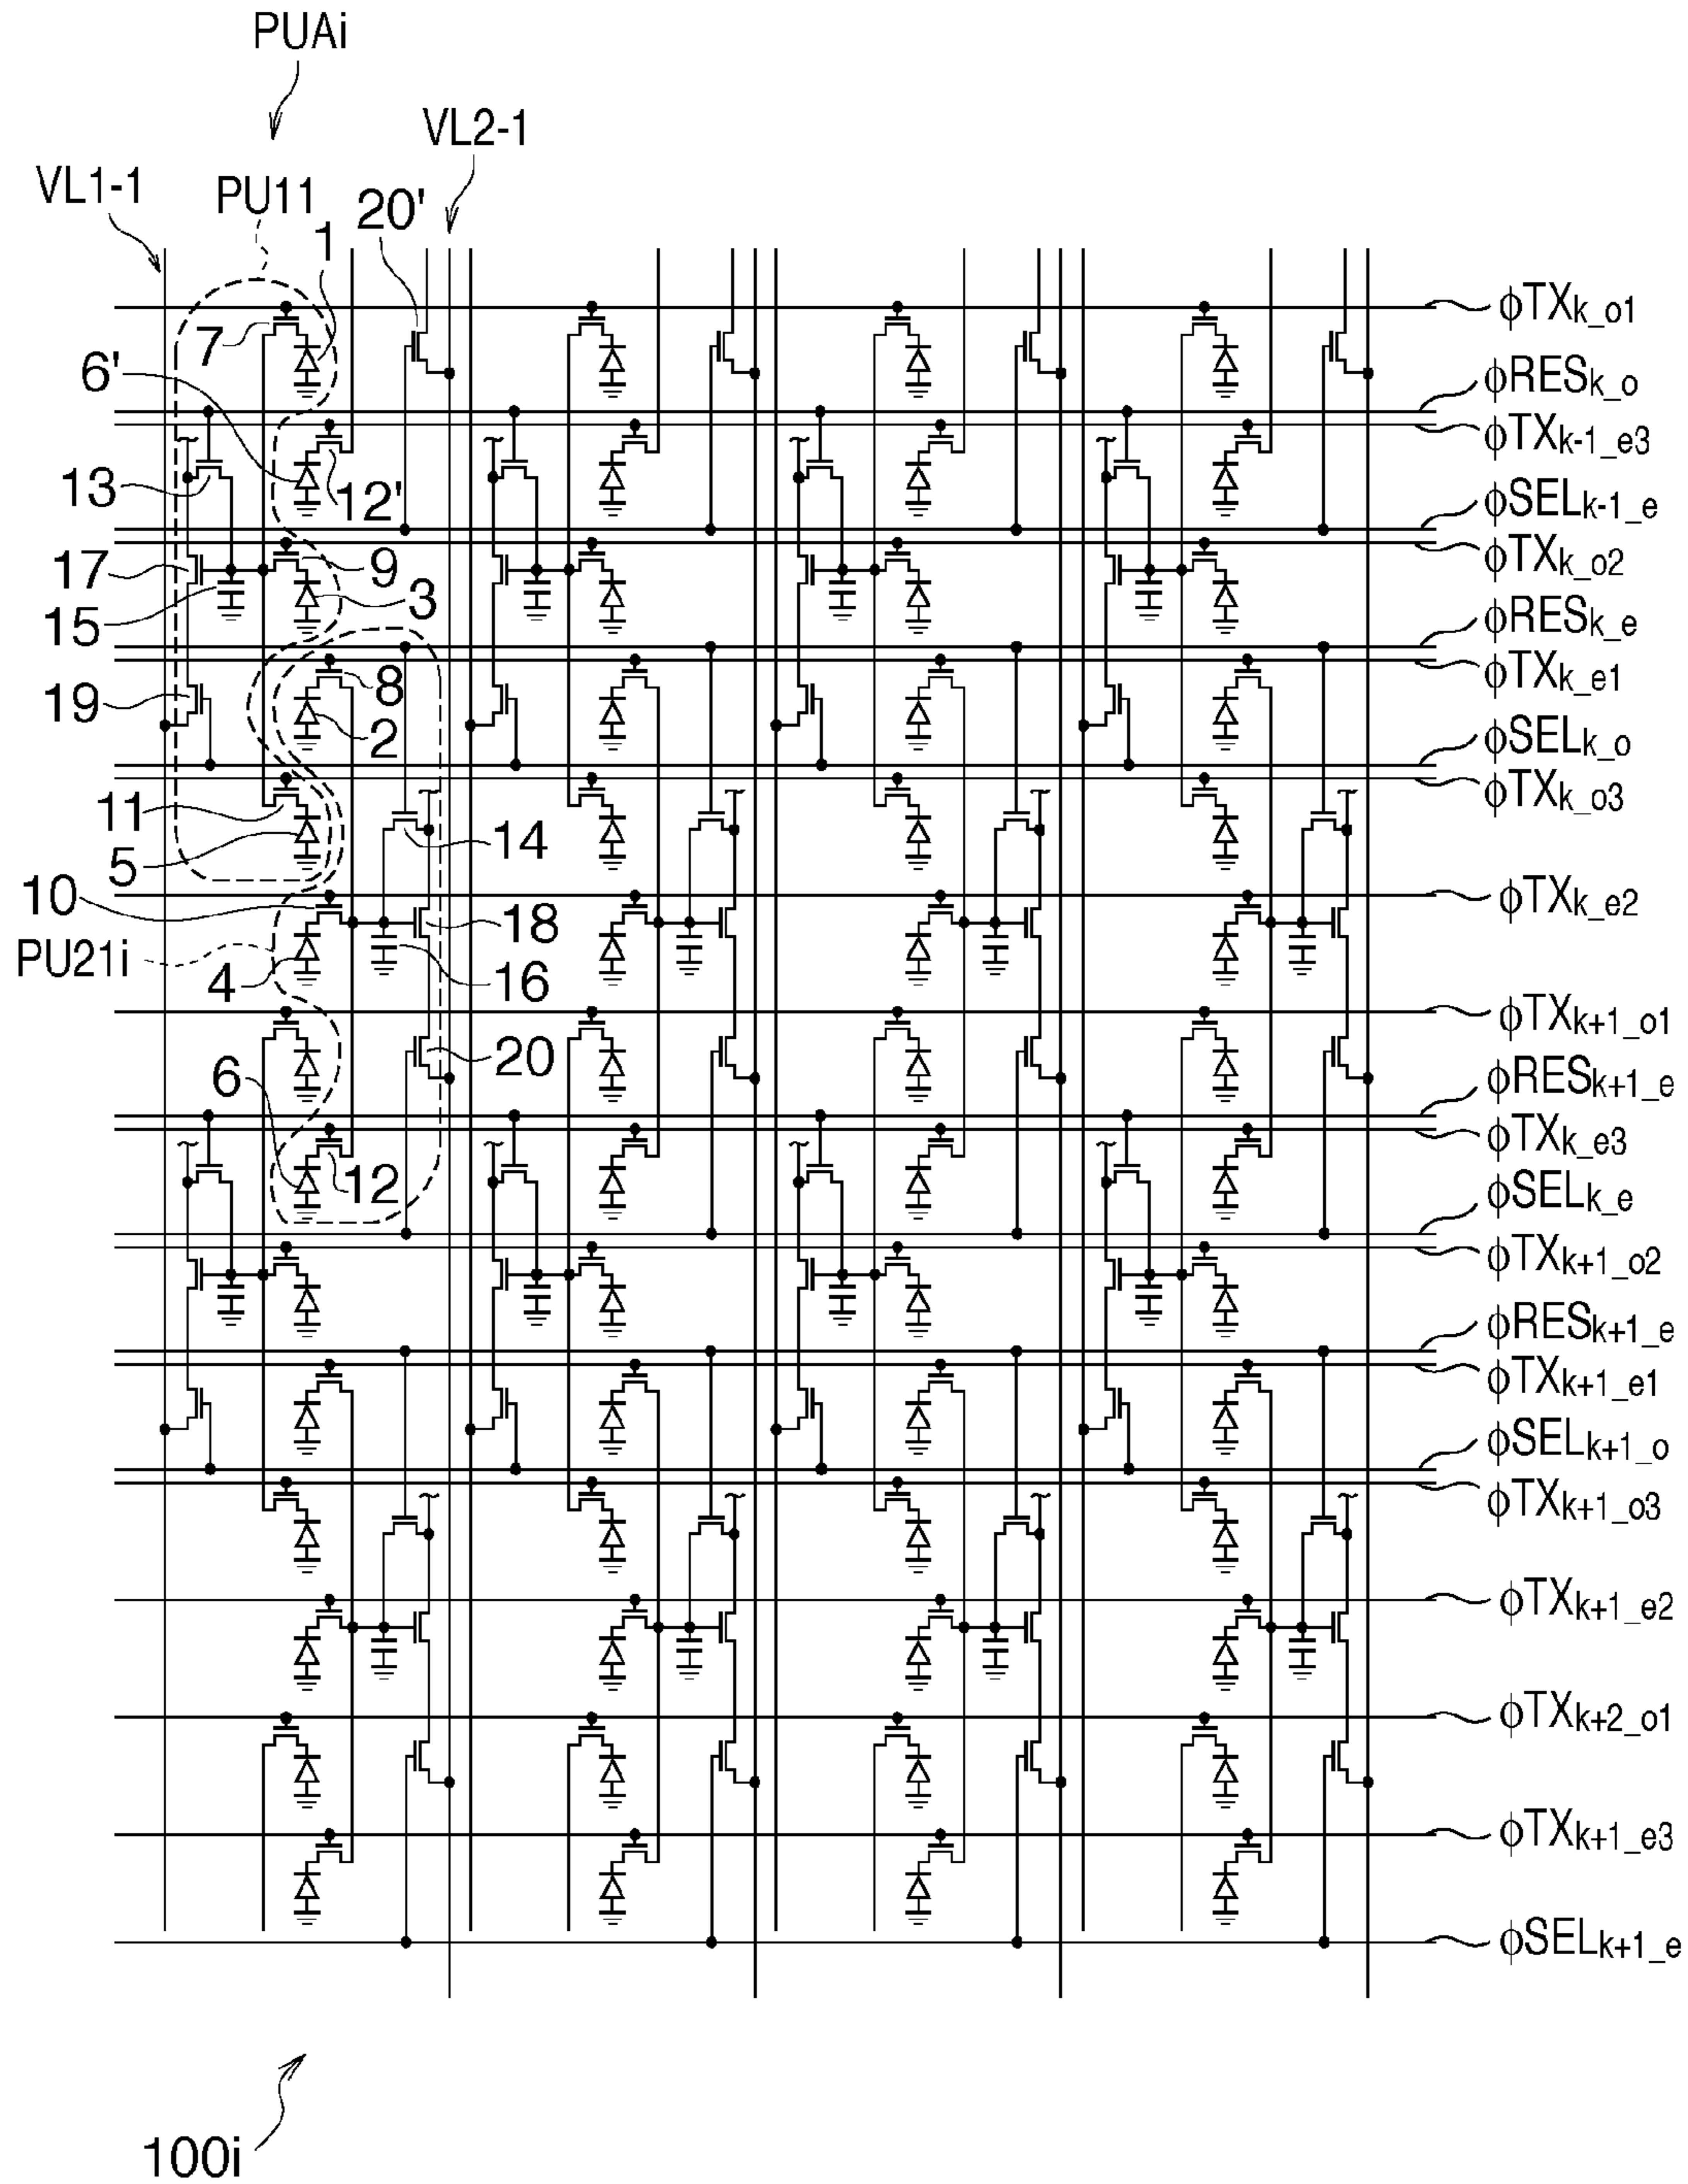 PUAi
VL2-1
VL1-1
PU11
20'
1
7
ϕTXk_o1
6'
ϕRESk_o
ϕTXk-1_e3
13
12'
ϕSELk-1_e
17
9
ϕTXk_o2
15
3
ϕRESk_e
8
ϕTXk_e1
19
2
ϕSELk_o
11
ϕTXk_o3
5
14
10
ϕTXk_e2
18
PU21i
4
16
ϕTXk+1_o1
20
6
ϕRESk+1_e
ϕTXk_e3
12
ϕSELk_e
ϕTXk+1_o2
ϕRESk+1_e
ϕTXk+1_e1
ϕSELk+1_o
ϕTXk+1_o3
ϕTXk+1_e2
ϕTXk+2_o1
ϕTXk+1_e3
ϕSELk+1_e
100i